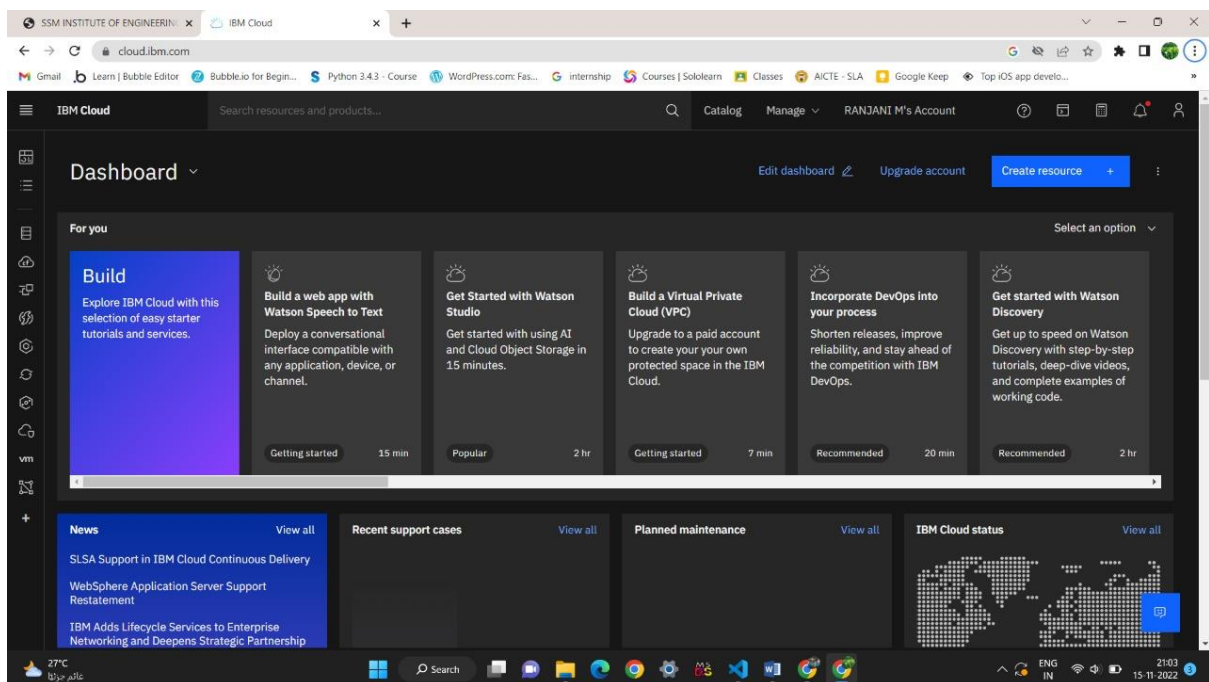 SSM INSTITUTE OF ENGINEERIN
IBM Cloud
cloud.ibm.com
Gmail
Learn | Bubble Editor
Bubble.io for Begin...
Python 3.4.3 - Course
WordPress.com: Fas...
internship
Courses | Sololearn
Classes
AICTE - SLA
Google Keep
Top iOS app develo...
IBM Cloud
Search resources and products...
Catalog
Manage
RANJANI M's Account
Dashboard
Edit dashboard
Upgrade account
Create resource +
For you
Select an option
Build
Explore IBM Cloud with this
selection of easy starter
tutorials and services.
Build a web app with
Watson Speech to Text
Deploy a conversational
interface compatible with
any application, device, or
channel.
Getting started 15 min
Get Started with Watson
Studio
Get started with using AI
and Cloud Object Storage in
15 minutes.
Popular 2 hr
Build a Virtual Private
Cloud (VPC)
Upgrade to a paid account
to create your your own
protected space in the IBM
Cloud.
Getting started 7 min
Incorporate DevOps into
your process
Shorten releases, improve
reliability, and stay ahead of
the competition with IBM
DevOps.
Recommended 20 min
Get started with Watson
Discovery
Get up to speed on Watson
Discovery with step-by-step
tutorials, deep-dive videos,
and complete examples of
working code.
Recommended 2 hr
vm
News View all
SLSA Support in IBM Cloud Continuous Delivery
WebSphere Application Server Support
Restatement
IBM Adds Lifecycle Services to Enterprise
Networking and Deepens Strategic Partnership
Recent support cases View all
Planned maintenance View all
IBM Cloud status View all
27°C
غائم جزئيًا
Search
ENG
IN
21:03
15-11-2022
3